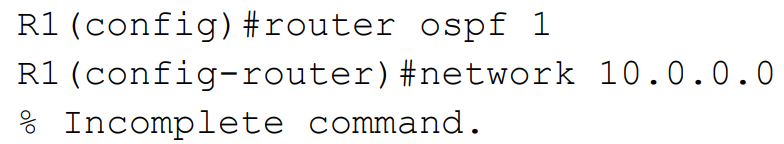 R1(config)#router ospf 1
R1(config-router)#network 10.0.0.0
% Incomplete command.